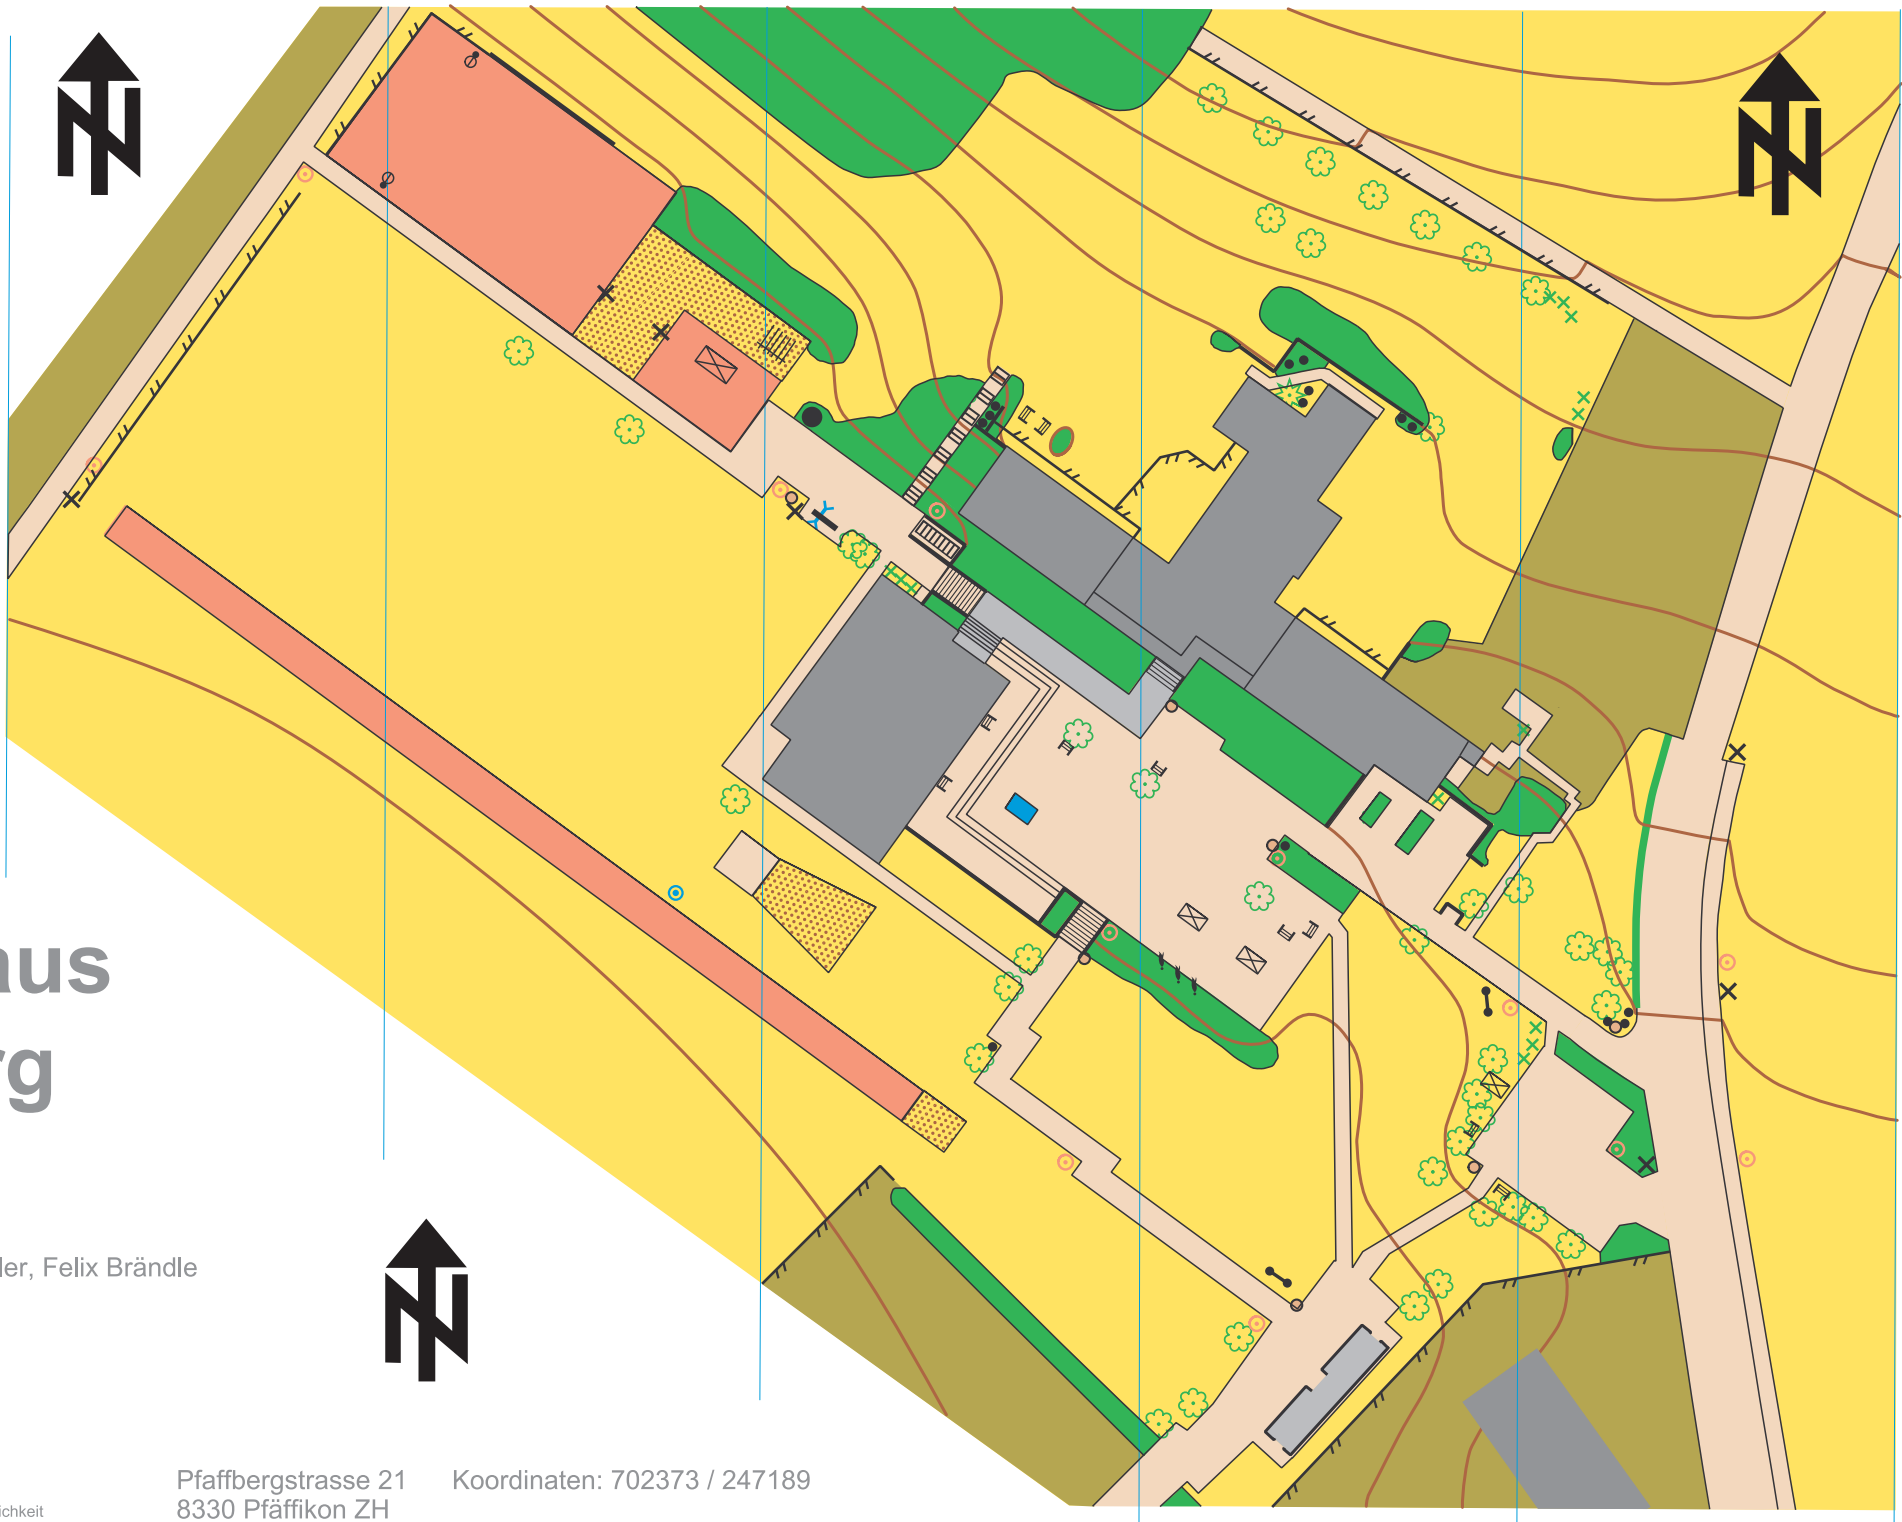 aus
rg
ler, Felix Brändle
Pfaffbergstrasse 21 Koordinaten: 702373 / 247189
8330 Pfäffikon ZH
ichkeit